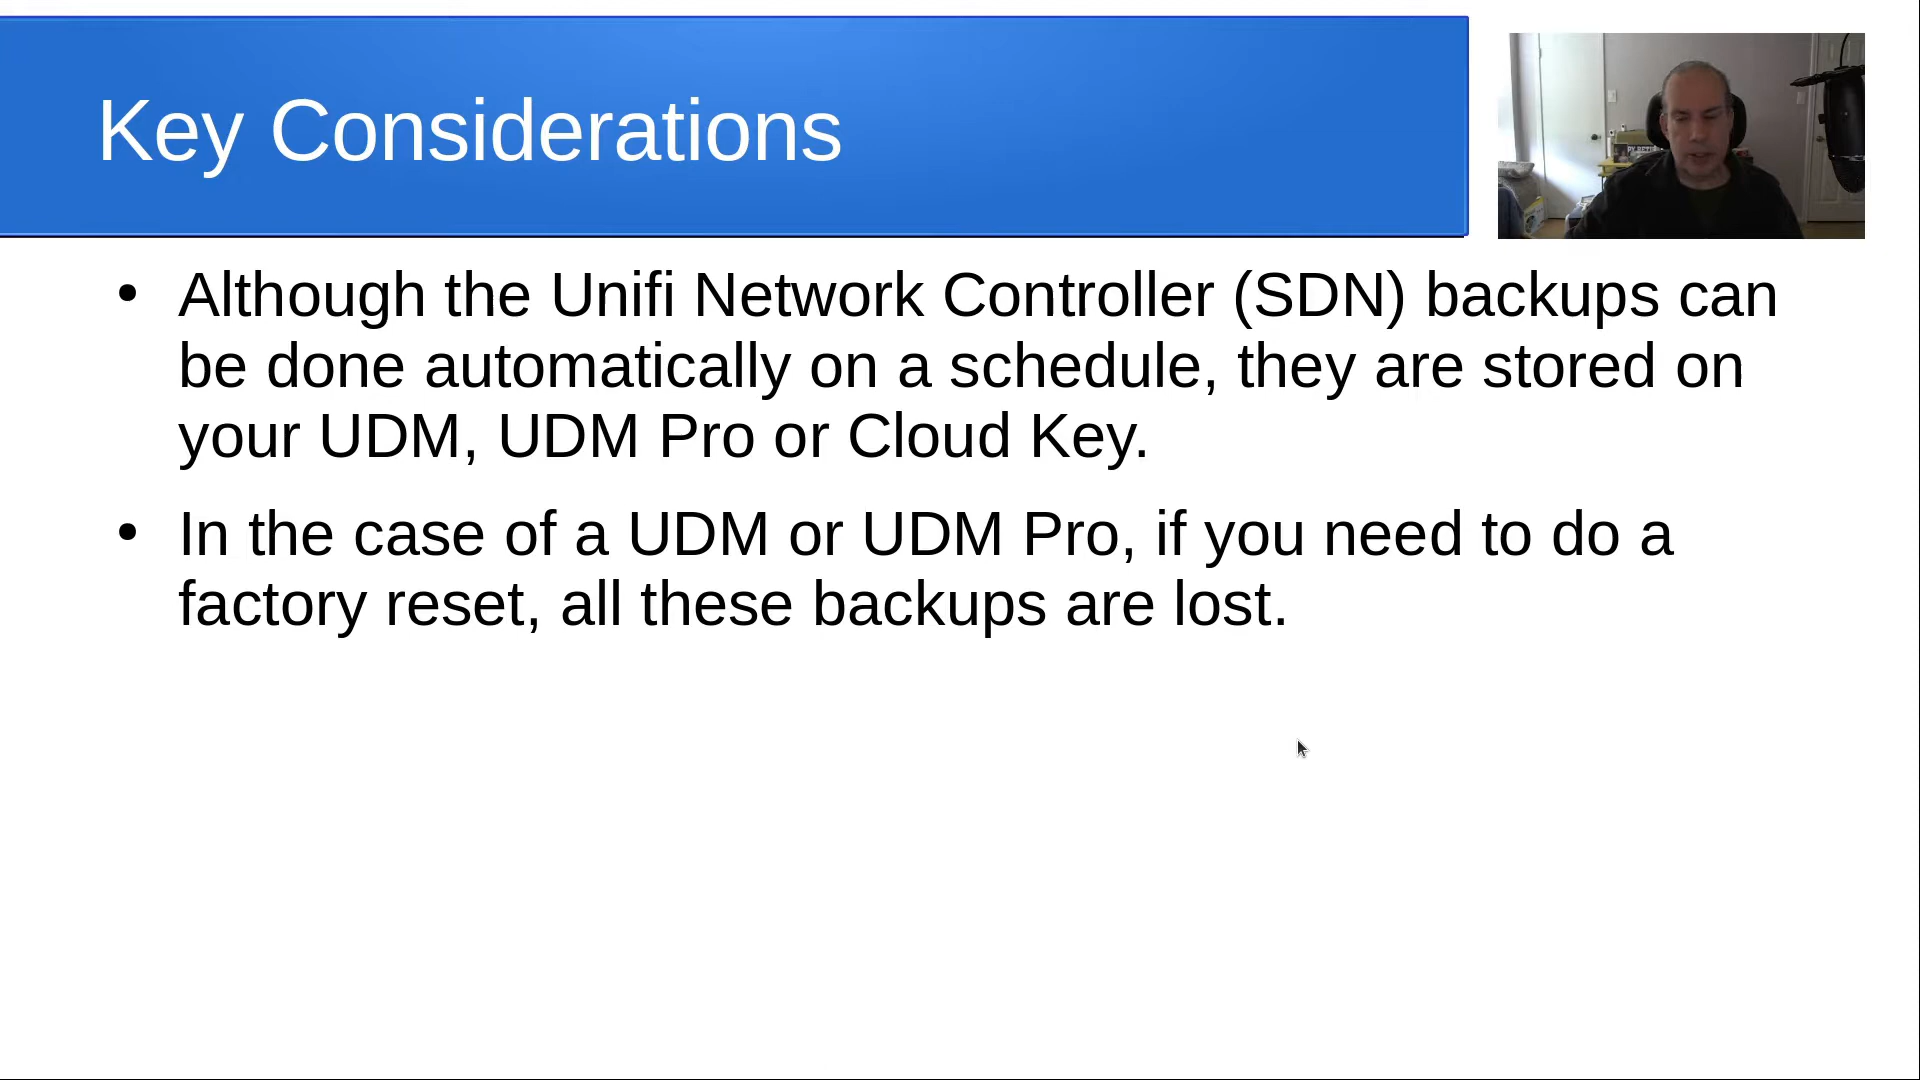 Key Considerations
• Although the Unifi Network Controller (SDN) backups can
be done automatically on a schedule, they are stored on
your UDM, UDM Pro or Cloud Key.
• In the case of a UDM or UDM Pro, if you need to do a
factory reset, all these backups are lost.